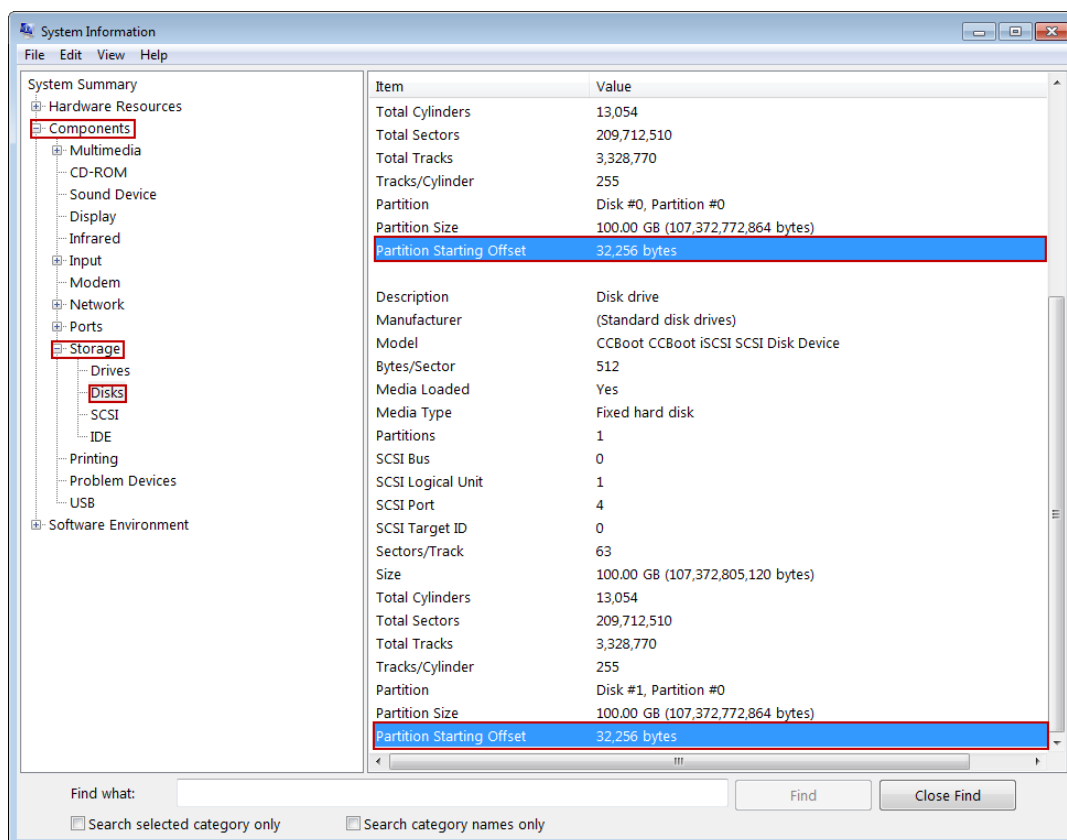 System Information
File Edit View Help
System Summary
Hardware Resources
Components
Multimedia
CD-ROM
Sound Device
Display
Infrared
Input
Modem
Network
Ports
Storage
Drives
Disks
SCSI
IDE
Printing
Problem Devices
USB
Software Environment
Item Value
Total Cylinders 13,054
Total Sectors 209,712,510
Total Tracks 3,328,770
Tracks/Cylinder 255
Partition Disk #0, Partition #0
Partition Size 100.00 GB (107,372,772,864 bytes)
Partition Starting Offset 32,256 bytes
Description Disk drive
Manufacturer (Standard disk drives)
Model CCBoot CCBoot iSCSI SCSI Disk Device
Bytes/Sector 512
Media Loaded Yes
Media Type Fixed hard disk
Partitions 1
SCSI Bus 0
SCSI Logical Unit 1
SCSI Port 4
SCSI Target ID 0
Sectors/Track 63
Size 100.00 GB (107,372,805,120 bytes)
Total Cylinders 13,054
Total Sectors 209,712,510
Total Tracks 3,328,770
Tracks/Cylinder 255
Partition Disk #1, Partition #0
Partition Size 100.00 GB (107,372,772,864 bytes)
Partition Starting Offset 32,256 bytes
Find what: Find Close Find
Search selected category only Search category names only